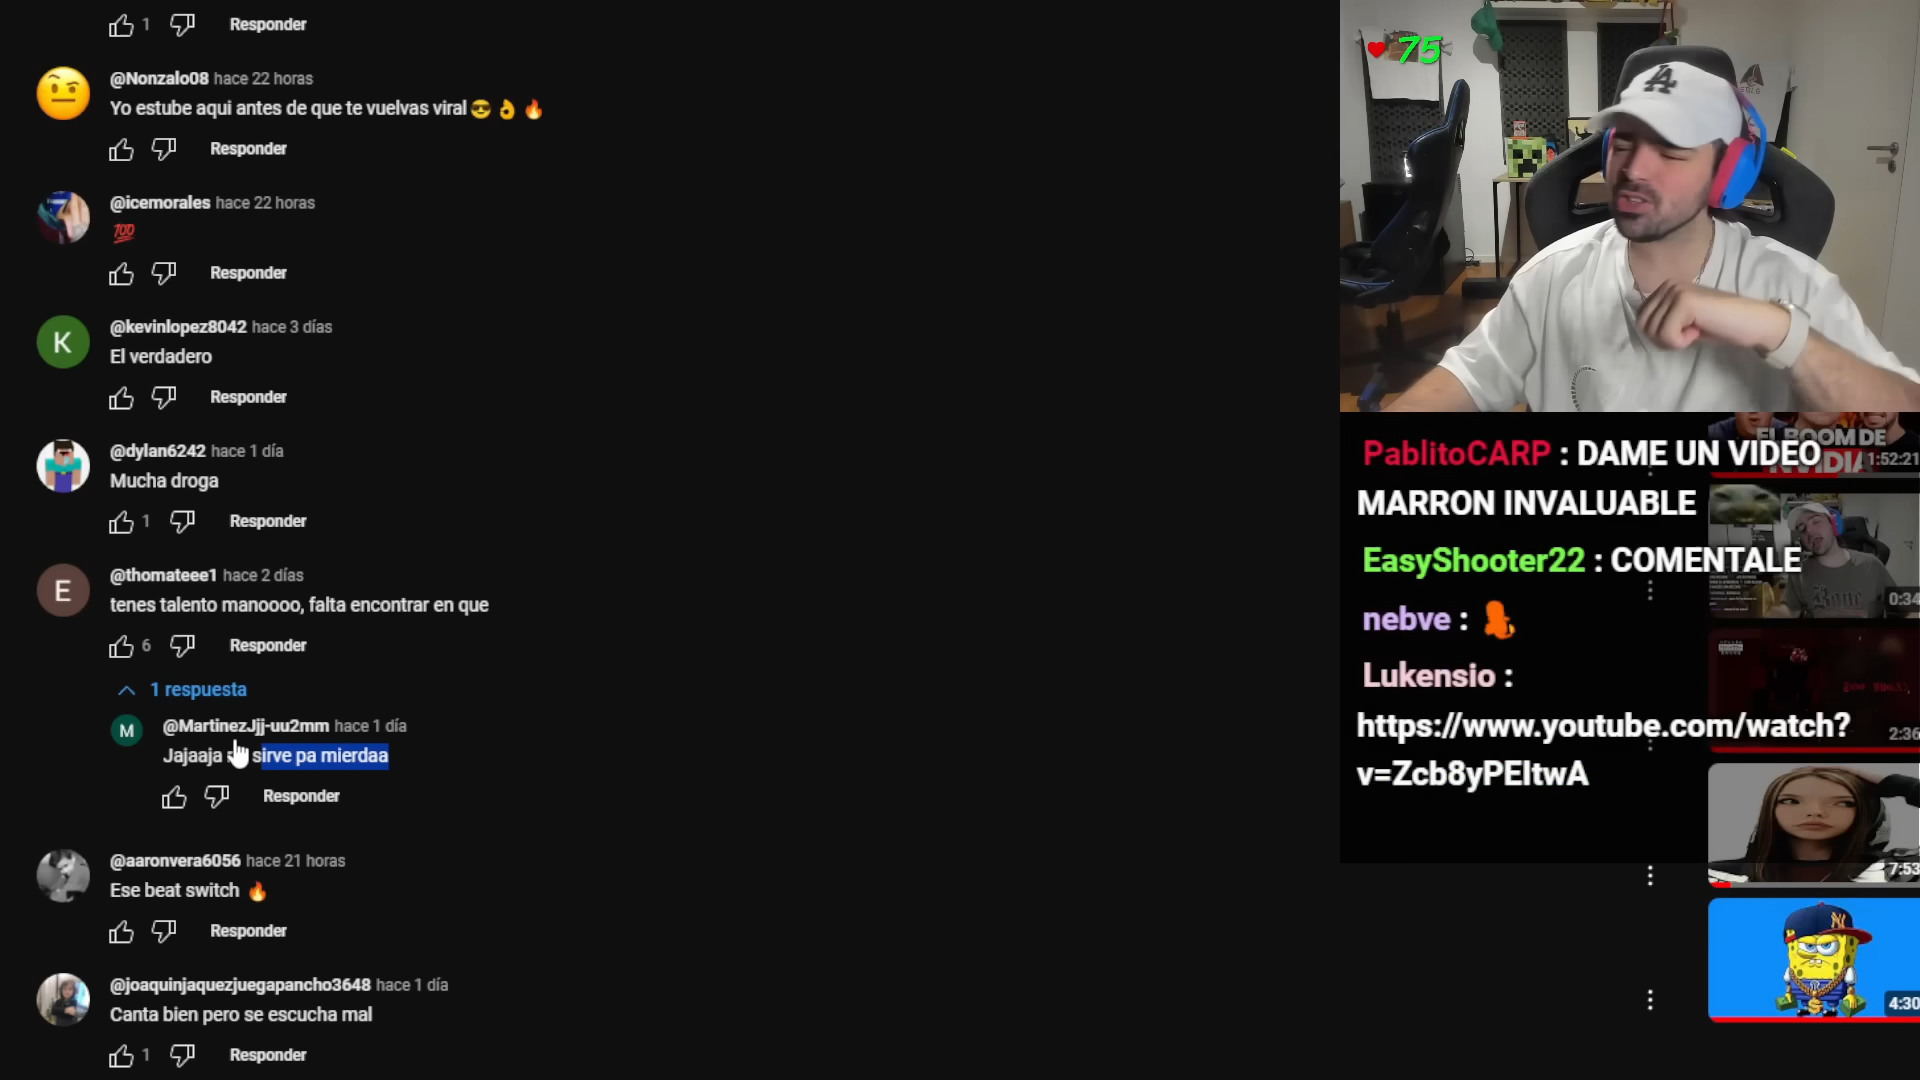 1 Responder
@Nonzalo08 hace 22 horas
Yo estube aqui antes de que te vuelvas viral 😎 👌 🔥
Responder
@icemorales hace 22 horas
💯
Responder
K @kevinlopez8042 hace 3 días
El verdadero
Responder
@dylan6242 hace 1 día
Mucha droga
1 Responder
E @thomateee1 hace 2 días
tenes talento manoooo, falta encontrar en que
6 Responder
1 respuesta
M @MartinezJjj-uu2mm hace 1 día
Jajaaja sirve pa mierdaa
Responder
@aaronvera6056 hace 21 horas
Ese beat switch 🔥
Responder
@joaquinjaquezjuegapancho3648 hace 1 día
Canta bien pero se escucha mal
1 Responder
75
LA
EL BOOM DE
NVIDIA
1:52:21
PablitoCARP : DAME UN VIDEO
MARRON INVALUABLE
EasyShooter22 : COMENTALE
0:34
nebve :
Lukensio :
https://www.youtube.com/watch?
v=Zcb8yPEItwA
2:36
7:53
NY
4:30